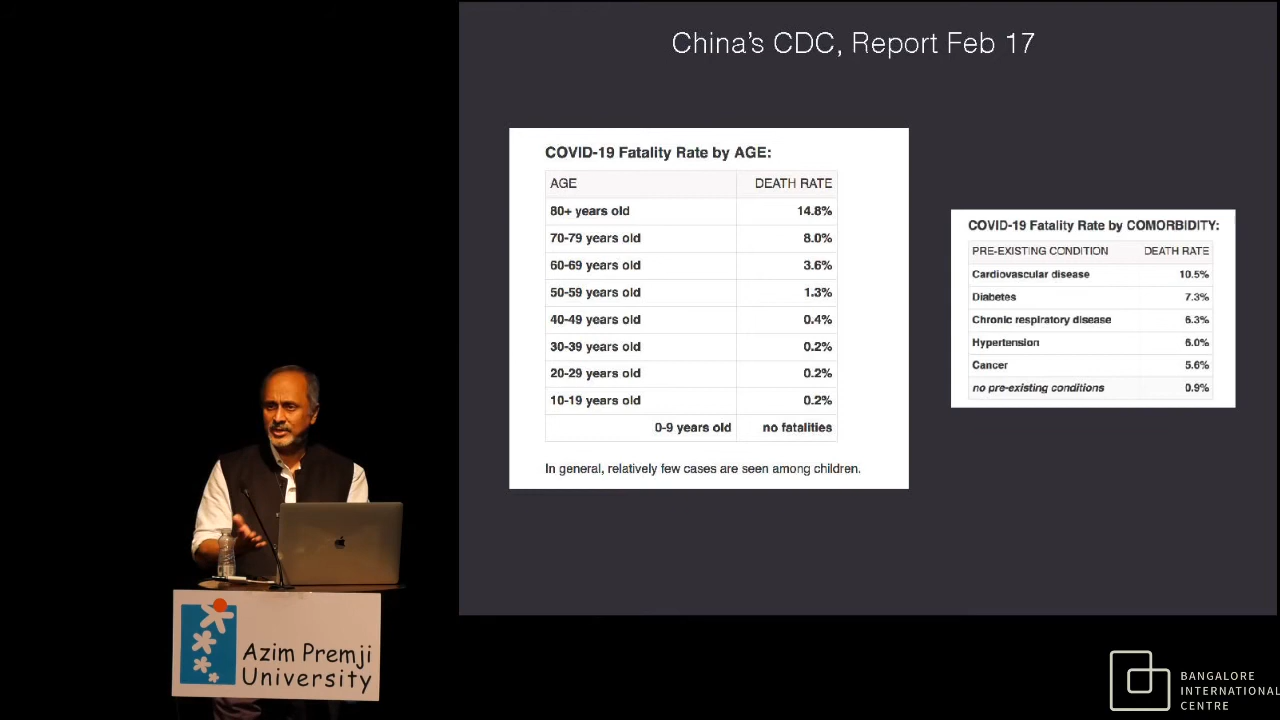 China's CDC, Report Feb 17
COVID-19 Fatality Rate by AGE:
AGE DEATH RATE
80+ years old 14.8%
70-79 years old 8.0%
60-69 years old 3.6%
50-59 years old 1.3%
40-49 years old 0.4%
30-39 years old 0.2%
20-29 years old 0.2%
10-19 years old 0.2%
0-9 years old no fatalities
In general, relatively few cases are seen among children.
COVID-19 Fatality Rate by COMORBIDITY:
PRE-EXISTING CONDITION DEATH RATE
Cardiovascular disease 10.5%
Diabetes 7.3%
Chronic respiratory disease 6.3%
Hypertension 6.0%
Cancer 5.6%
no pre-existing conditions 0.9%
Azim Premji
University
BANGALORE
INTERNATIONAL
CENTRE